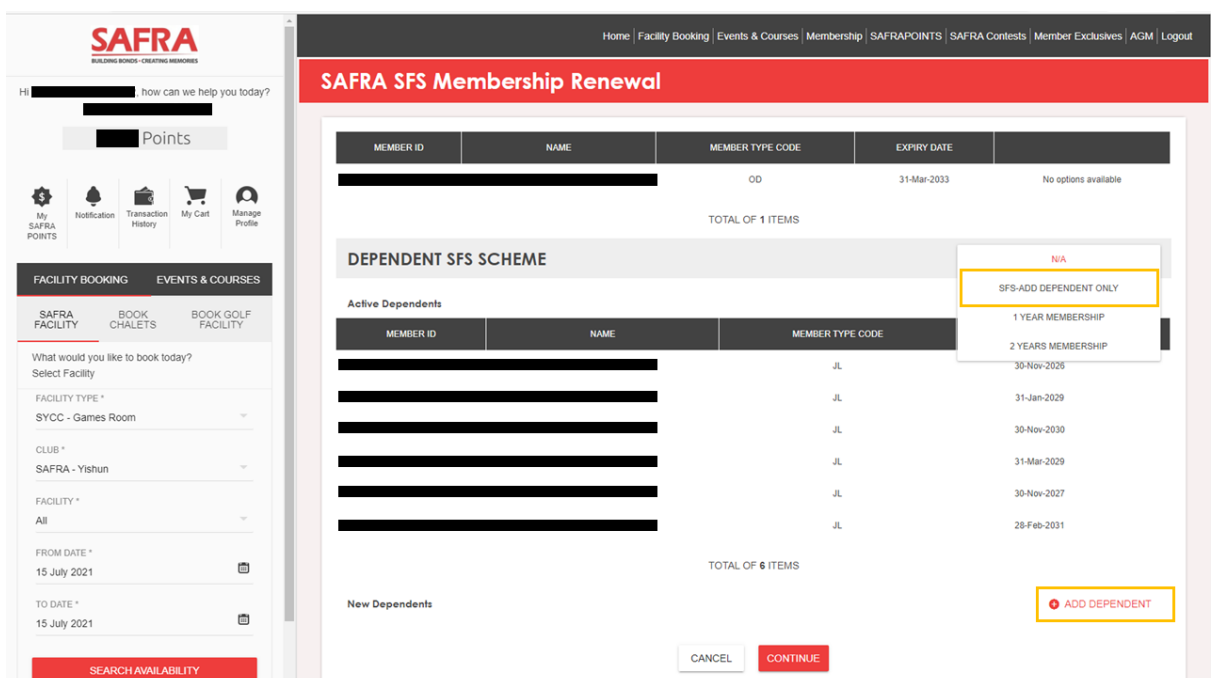 SAFRA
BUILDING BONDS - CREATING MEMORIES
Hi , how can we help you today?
Points
My SAFRA POINTS
Notification
Transaction History
My Cart
Manage Profile
FACILITY BOOKING EVENTS & COURSES
SAFRA FACILITY
BOOK CHALETS
BOOK GOLF FACILITY
What would you like to book today?
Select Facility
FACILITY TYPE *
SYCC - Games Room
CLUB *
SAFRA - Yishun
FACILITY *
All
FROM DATE *
15 July 2021
TO DATE *
15 July 2021
SEARCH AVAILABILITY
Home | Facility Booking | Events & Courses | Membership | SAFRAPOINTS | SAFRA Contests | Member Exclusives | AGM | Logout
SAFRA SFS Membership Renewal
MEMBER ID NAME MEMBER TYPE CODE EXPIRY DATE
OD 31-Mar-2033 No options available
TOTAL OF 1 ITEMS
DEPENDENT SFS SCHEME
N/A
SFS-ADD DEPENDENT ONLY
1 YEAR MEMBERSHIP
2 YEARS MEMBERSHIP
Active Dependents
MEMBER ID NAME MEMBER TYPE CODE
JL 30-Nov-2026
JL 31-Jan-2029
JL 30-Nov-2030
JL 31-Mar-2029
JL 30-Nov-2027
JL 28-Feb-2031
TOTAL OF 6 ITEMS
New Dependents
ADD DEPENDENT
CANCEL CONTINUE